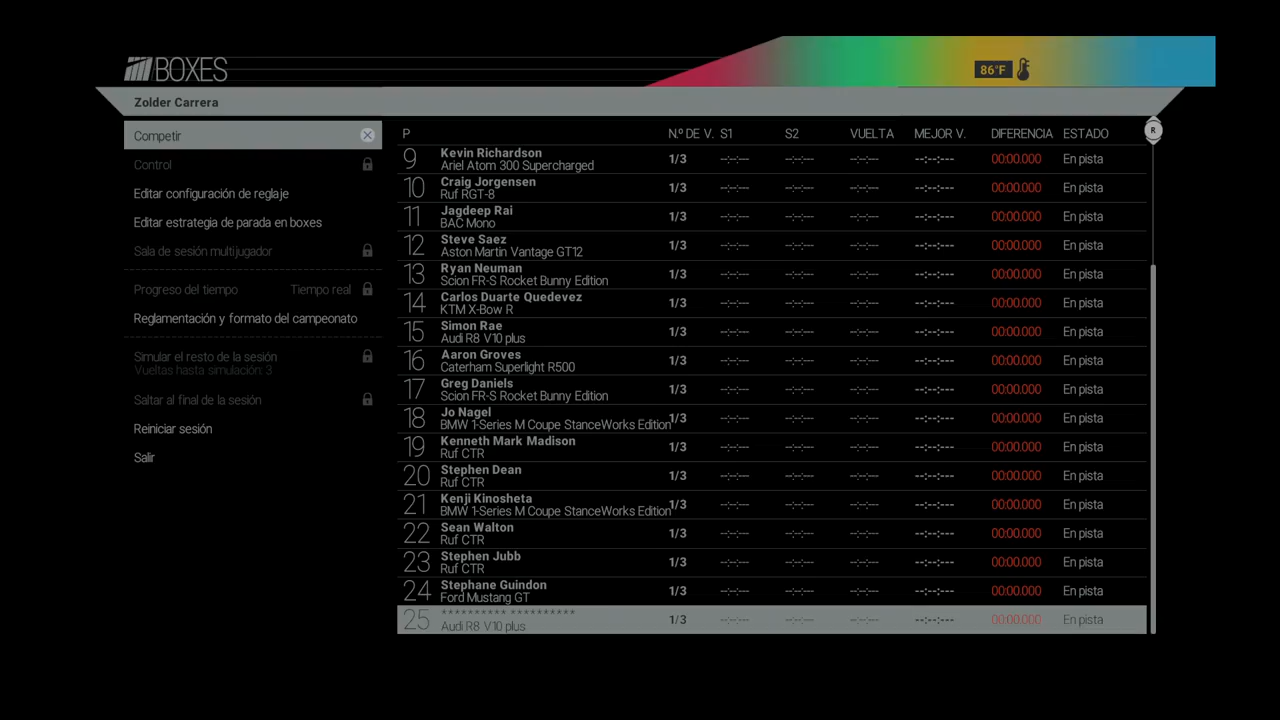 BOXES
86°F
Zolder Carrera
Competir
Control
Editar configuración de reglaje
Editar estrategia de parada en boxes
Sala de sesión multijugador
Progreso del tiempo Tiempo real
Reglamentación y formato del campeonato
Simular el resto de la sesión
Vueltas hasta simulación: 3
Saltar al final de la sesión
Reiniciar sesión
Salir
P N.º DE V. S1 S2 VUELTA MEJOR V. DIFERENCIA ESTADO
R
9 Kevin Richardson 1/3 --:--:--- --:--:--- --:--:--- --:--:--- 00:00.000 En pista
Ariel Atom 300 Supercharged
10 Craig Jorgensen 1/3 --:--:--- --:--:--- --:--:--- --:--:--- 00:00.000 En pista
Ruf RGT-8
11 Jagdeep Rai 1/3 --:--:--- --:--:--- --:--:--- --:--:--- 00:00.000 En pista
BAC Mono
12 Steve Saez 1/3 --:--:--- --:--:--- --:--:--- --:--:--- 00:00.000 En pista
Aston Martin Vantage GT12
13 Ryan Neuman 1/3 --:--:--- --:--:--- --:--:--- --:--:--- 00:00.000 En pista
Scion FR-S Rocket Bunny Edition
14 Carlos Duarte Quedevez 1/3 --:--:--- --:--:--- --:--:--- --:--:--- 00:00.000 En pista
KTM X-Bow R
15 Simon Rae 1/3 --:--:--- --:--:--- --:--:--- --:--:--- 00:00.000 En pista
Audi R8 V10 plus
16 Aaron Groves 1/3 --:--:--- --:--:--- --:--:--- --:--:--- 00:00.000 En pista
Caterham Superlight R500
17 Greg Daniels 1/3 --:--:--- --:--:--- --:--:--- --:--:--- 00:00.000 En pista
Scion FR-S Rocket Bunny Edition
18 Jo Nagel 1/3 --:--:--- --:--:--- --:--:--- --:--:--- 00:00.000 En pista
BMW 1-Series M Coupe StanceWorks Edition
19 Kenneth Mark Madison 1/3 --:--:--- --:--:--- --:--:--- --:--:--- 00:00.000 En pista
Ruf CTR
20 Stephen Dean 1/3 --:--:--- --:--:--- --:--:--- --:--:--- 00:00.000 En pista
Ruf CTR
21 Kenji Kinosheta 1/3 --:--:--- --:--:--- --:--:--- --:--:--- 00:00.000 En pista
BMW 1-Series M Coupe StanceWorks Edition
22 Sean Walton 1/3 --:--:--- --:--:--- --:--:--- --:--:--- 00:00.000 En pista
Ruf CTR
23 Stephen Jubb 1/3 --:--:--- --:--:--- --:--:--- --:--:--- 00:00.000 En pista
Ruf CTR
24 Stephane Guindon 1/3 --:--:--- --:--:--- --:--:--- --:--:--- 00:00.000 En pista
Ford Mustang GT
25 ********** ********** 1/3 --:--:--- --:--:--- --:--:--- --:--:--- 00:00.000 En pista
Audi R8 V10 plus